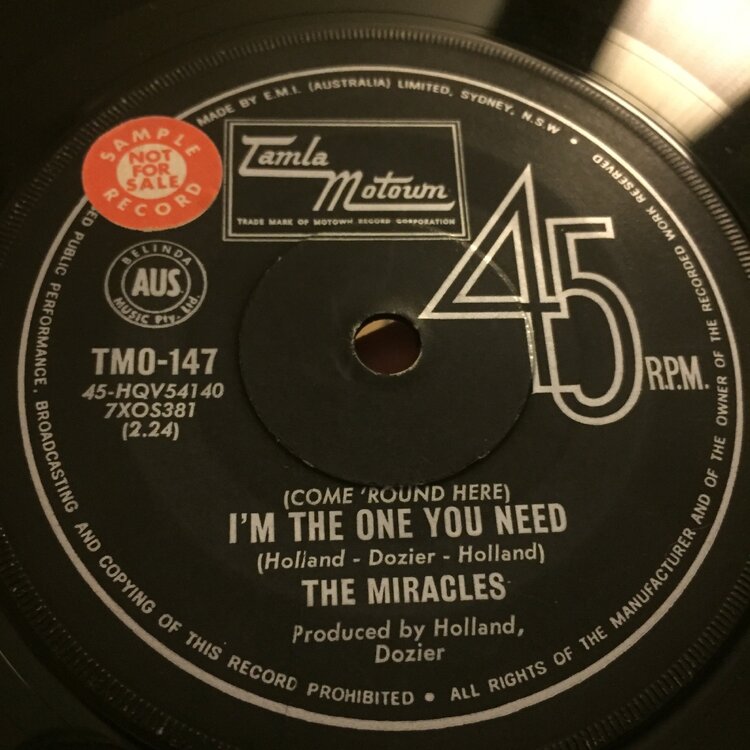 MADE BY E.M.I. (AUSTRALIA) LIMITED, SYDNEY, N.S.W •
SAMPLE
NOT
FOR
SALE
RECORD
Tamla
Motown
TRADE MARK OF MOTOWN RECORD CORPORATION
45
R.P.M.
BELINDA
AUS
MUSIC Pty. Ltd.
TMO-147
45-HQV54140
7XOS381
(2.24)
(COME 'ROUND HERE)
I'M THE ONE YOU NEED
(Holland - Dozier - Holland)
THE MIRACLES
Produced by Holland,
Dozier
PUBLIC PERFORMANCE, BROADCASTING AND COPYING OF THIS RECORD PROHIBITED • ALL RIGHTS OF THE MANUFACTURER AND OF THE OWNER OF THE RECORDED WORK RESERVED